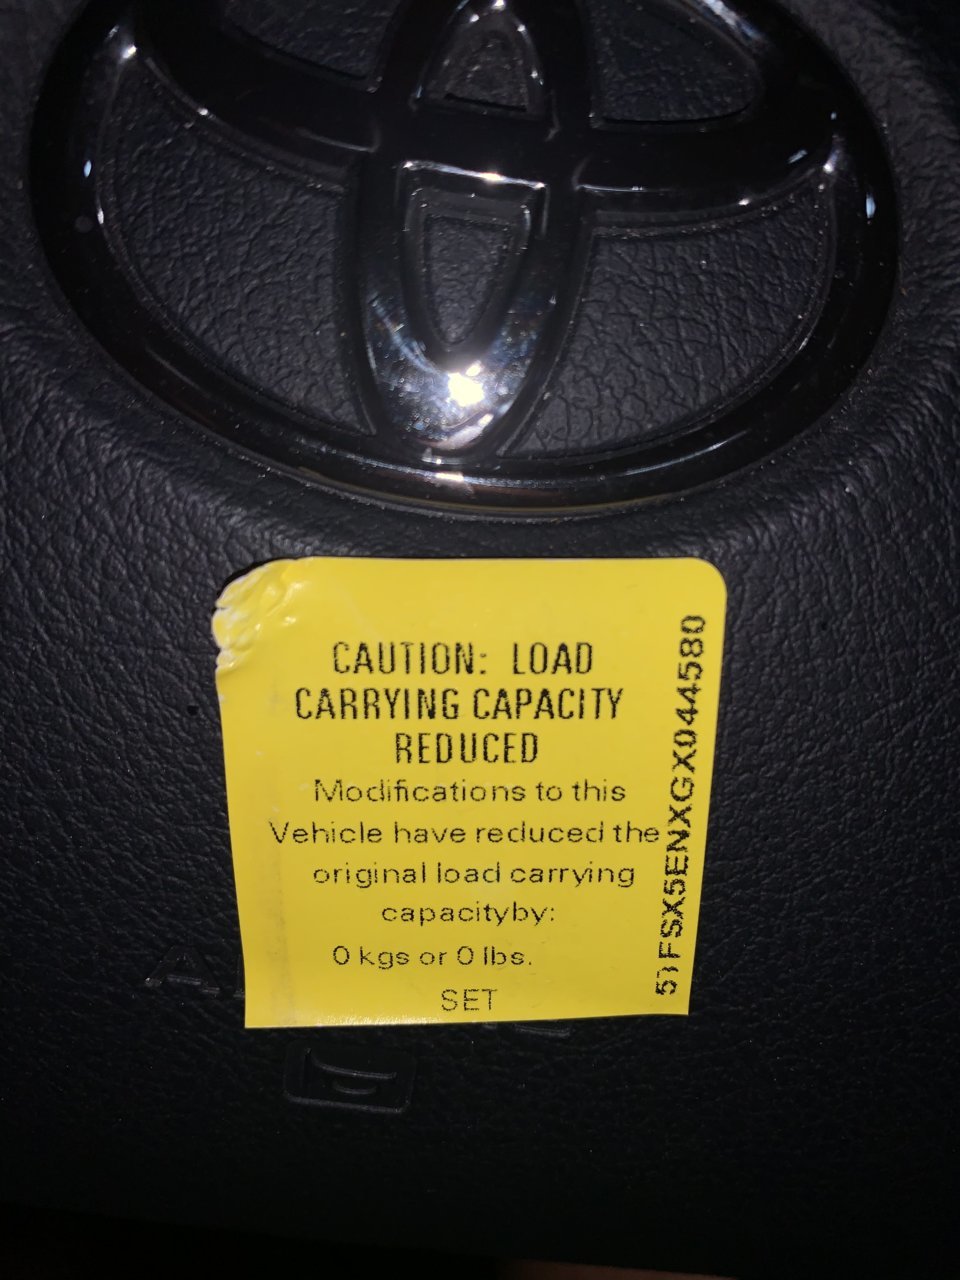 CAUTION: LOAD
CARRYING CAPACITY
REDUCED
Modifications to this
Vehicle have reduced the
original load carrying
capacityby:
0 kgs or 0 lbs.
SET
5TFSX5ENXGX044580